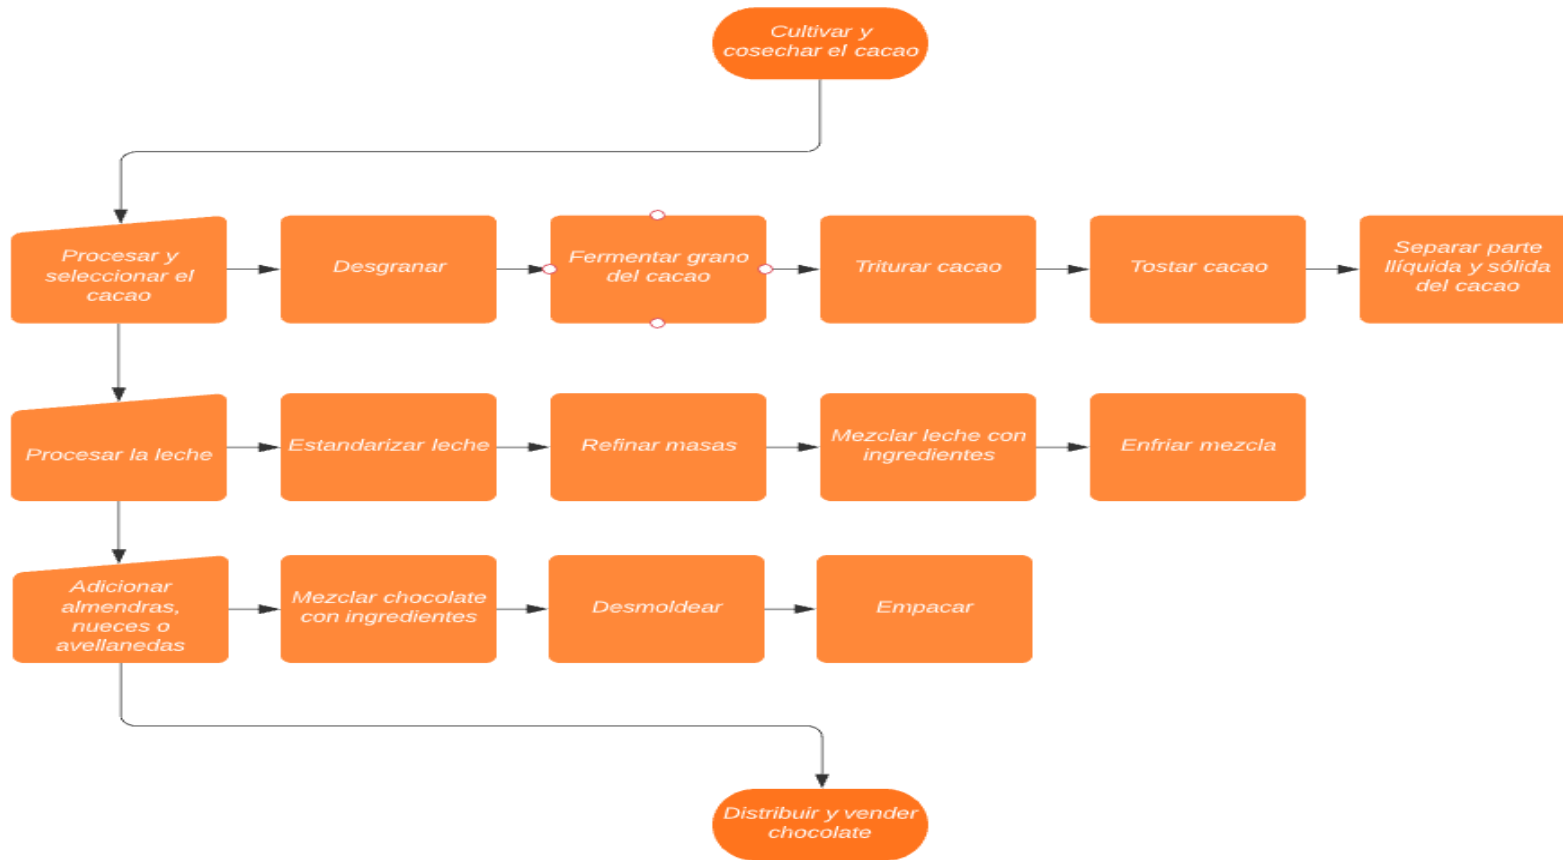 Cultivar y
cosechar el cacao
Procesar y
seleccionar el
cacao
Desgranar
Fermentar grano
del cacao
Triturar cacao
Tostar cacao
Separar parte
llíquida y sólida
del cacao
Procesar la leche
Estandarizar leche
Refinar masas
Mezclar leche con
ingredientes
Enfriar mezcla
Adicionar
almendras,
nueces o
avellanedas
Mezclar chocolate
con ingredientes
Desmoldear
Empacar
Distribuir y vender
chocolate